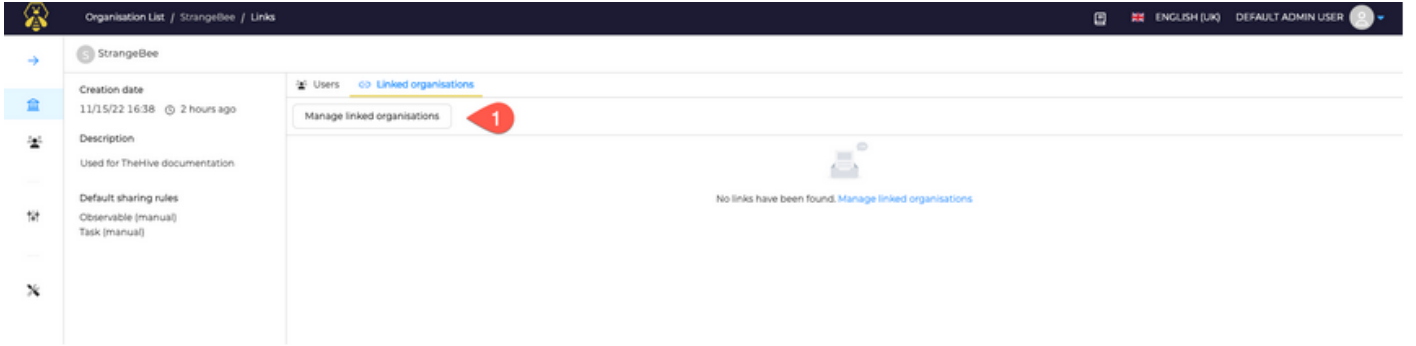 Organisation List / StrangeBee / Links
ENGLISH (UK) DEFAULT ADMIN USER
S StrangeBee
Creation date
11/15/22 16:38 2 hours ago
Description
Used for TheHive documentation
Default sharing rules
Observable (manual)
Task (manual)
Users Linked organisations
Manage linked organisations 1
No links have been found. Manage linked organisations